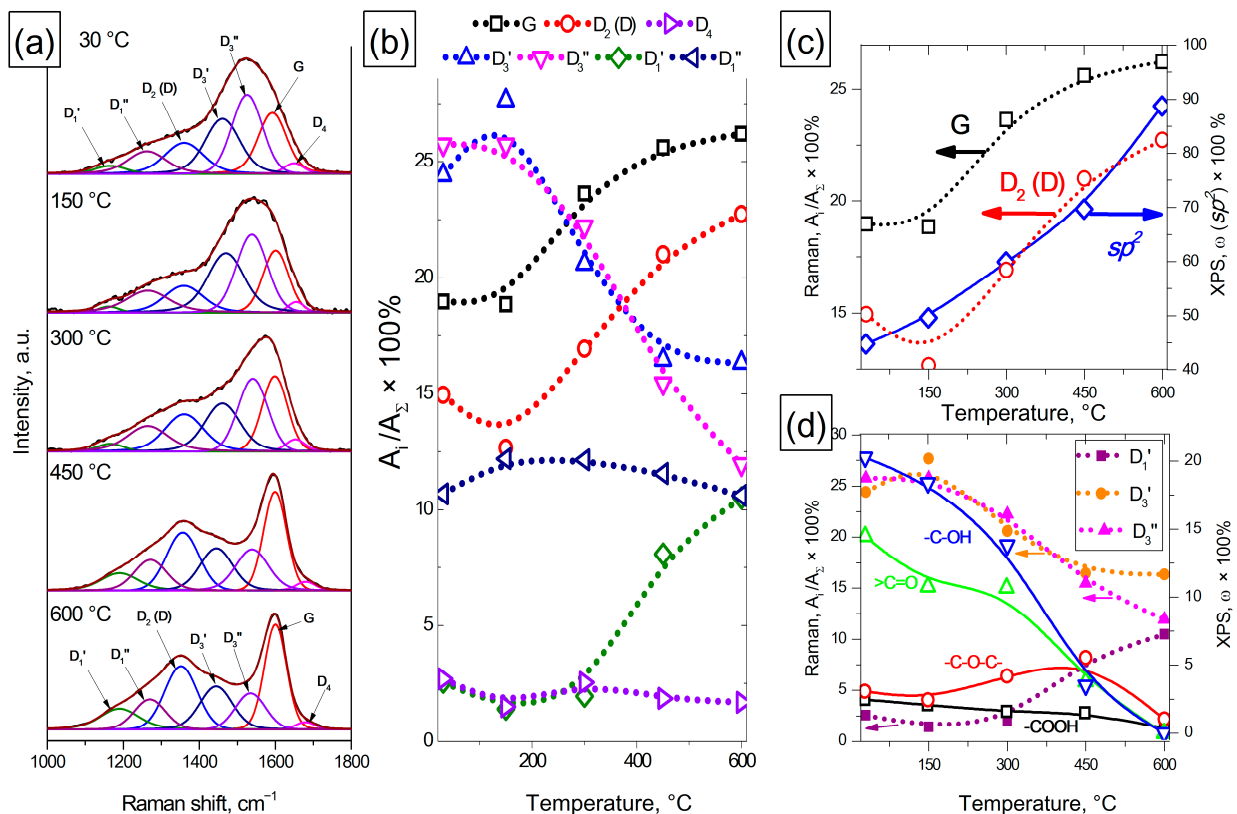 (a)
30 °C
D₁'
D₁''
D₂ (D)
D₃'
D₃''
G
D₄
150 °C
300 °C
450 °C
600 °C
D₁'
D₁''
D₂ (D)
D₃'
D₃''
G
D₄
Intensity, a.u.
1000 1200 1400 1600 1800
Raman shift, cm⁻¹
(b)
G D₂ (D) D₄
D₃' D₃'' D₁' D₁''
30
25
20
15
10
5
0
Aᵢ/A_Σ × 100%
0 200 400 600
Temperature, °C
(c)
25
20
15
Raman, Aᵢ/A_Σ × 100%
G
D₂ (D)
sp²
100
90
80
70
60
50
40
XPS, ω (sp²) × 100 %
150 300 450 600
Temperature, °C
(d)
30
25
20
15
10
5
0
Raman, Aᵢ/A_Σ × 100%
D₁'
D₃'
D₃''
-C-OH
>C=O
-C-O-C-
-COOH
20
15
10
5
0
XPS, ω × 100%
150 300 450 600
Temperature, °C